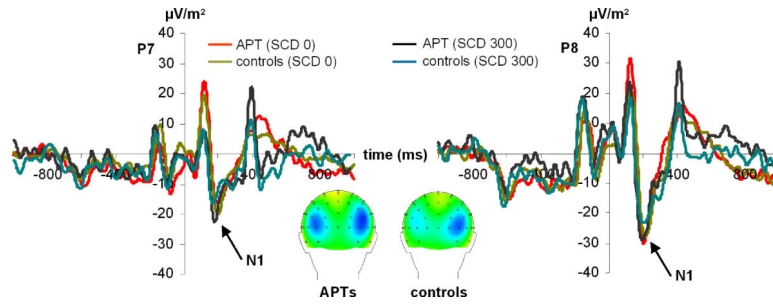 µV/m²
µV/m²
P7
P8
APT (SCD 0)
controls (SCD 0)
APT (SCD 300)
controls (SCD 300)
40
30
20
10
-10
-20
-30
-40
-800
-400
400
800
time (ms)
40
30
20
10
-10
-20
-30
-40
-800
-400
400
800
N1
N1
APTs
controls